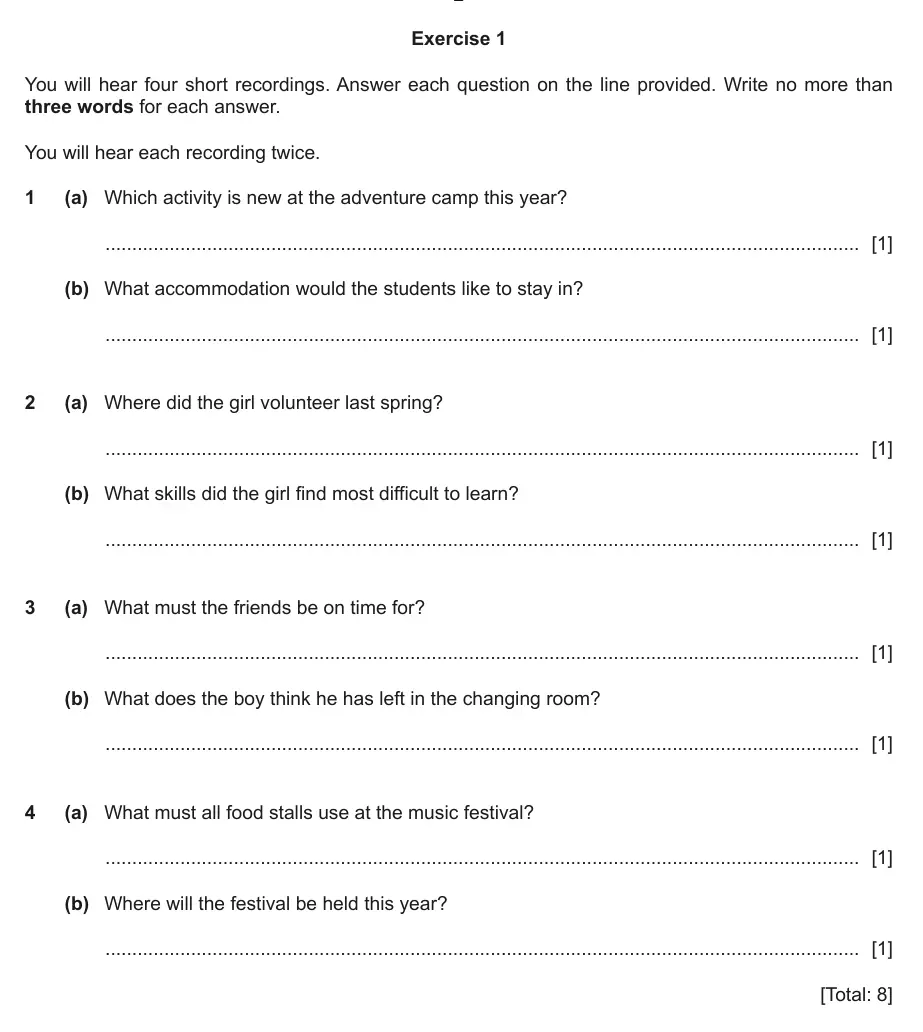 Exercise 1
You will hear four short recordings. Answer each question on the line provided. Write no more than
three words for each answer.
You will hear each recording twice.
1 (a) Which activity is new at the adventure camp this year?
.............................................................................................................................................. [1]
(b) What accommodation would the students like to stay in?
.............................................................................................................................................. [1]
2 (a) Where did the girl volunteer last spring?
.............................................................................................................................................. [1]
(b) What skills did the girl find most difficult to learn?
.............................................................................................................................................. [1]
3 (a) What must the friends be on time for?
.............................................................................................................................................. [1]
(b) What does the boy think he has left in the changing room?
.............................................................................................................................................. [1]
4 (a) What must all food stalls use at the music festival?
.............................................................................................................................................. [1]
(b) Where will the festival be held this year?
.............................................................................................................................................. [1]
[Total: 8]